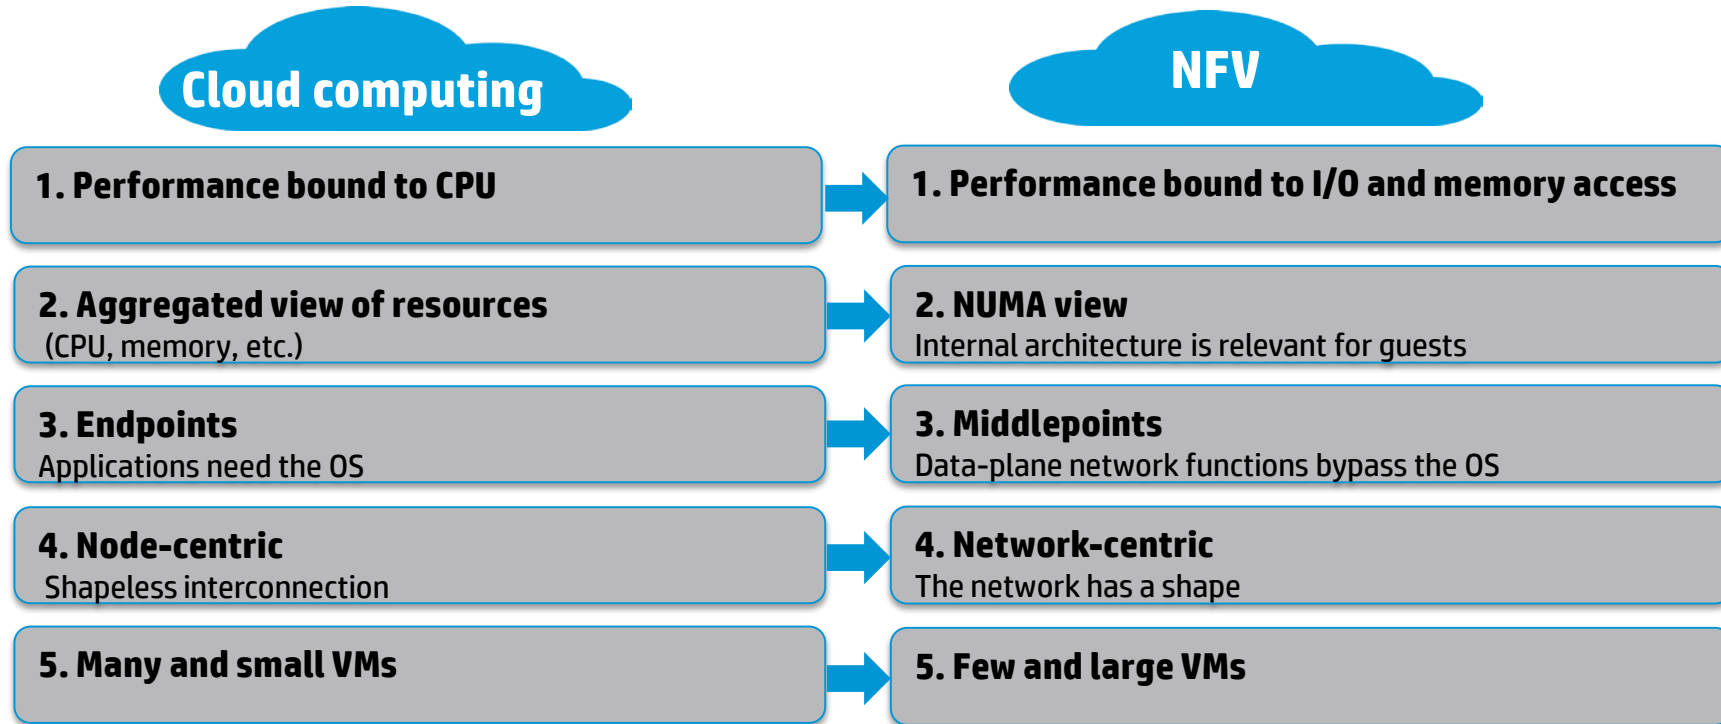 Cloud computing
NFV
1. Performance bound to CPU
1. Performance bound to I/O and memory access
2. Aggregated view of resources
(CPU, memory, etc.)
2. NUMA view
Internal architecture is relevant for guests
3. Endpoints
Applications need the OS
3. Middlepoints
Data-plane network functions bypass the OS
4. Node-centric
Shapeless interconnection
4. Network-centric
The network has a shape
5. Many and small VMs
5. Few and large VMs